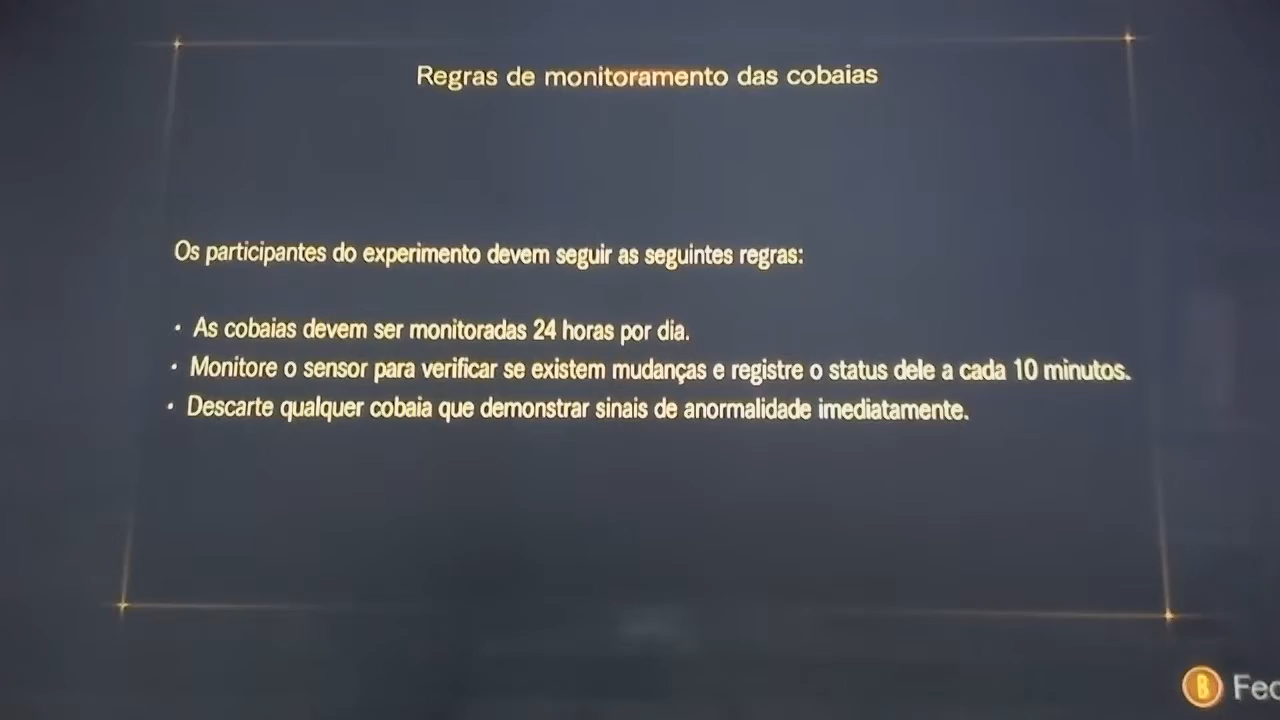 Regras de monitoramento das cobaias
Os participantes do experimento devem seguir as seguintes regras:
• As cobaias devem ser monitoradas 24 horas por dia.
• Monitore o sensor para verificar se existem mudanças e registre o status dele a cada 10 minutos.
• Descarte qualquer cobaia que demonstrar sinais de anormalidade imediatamente.
B